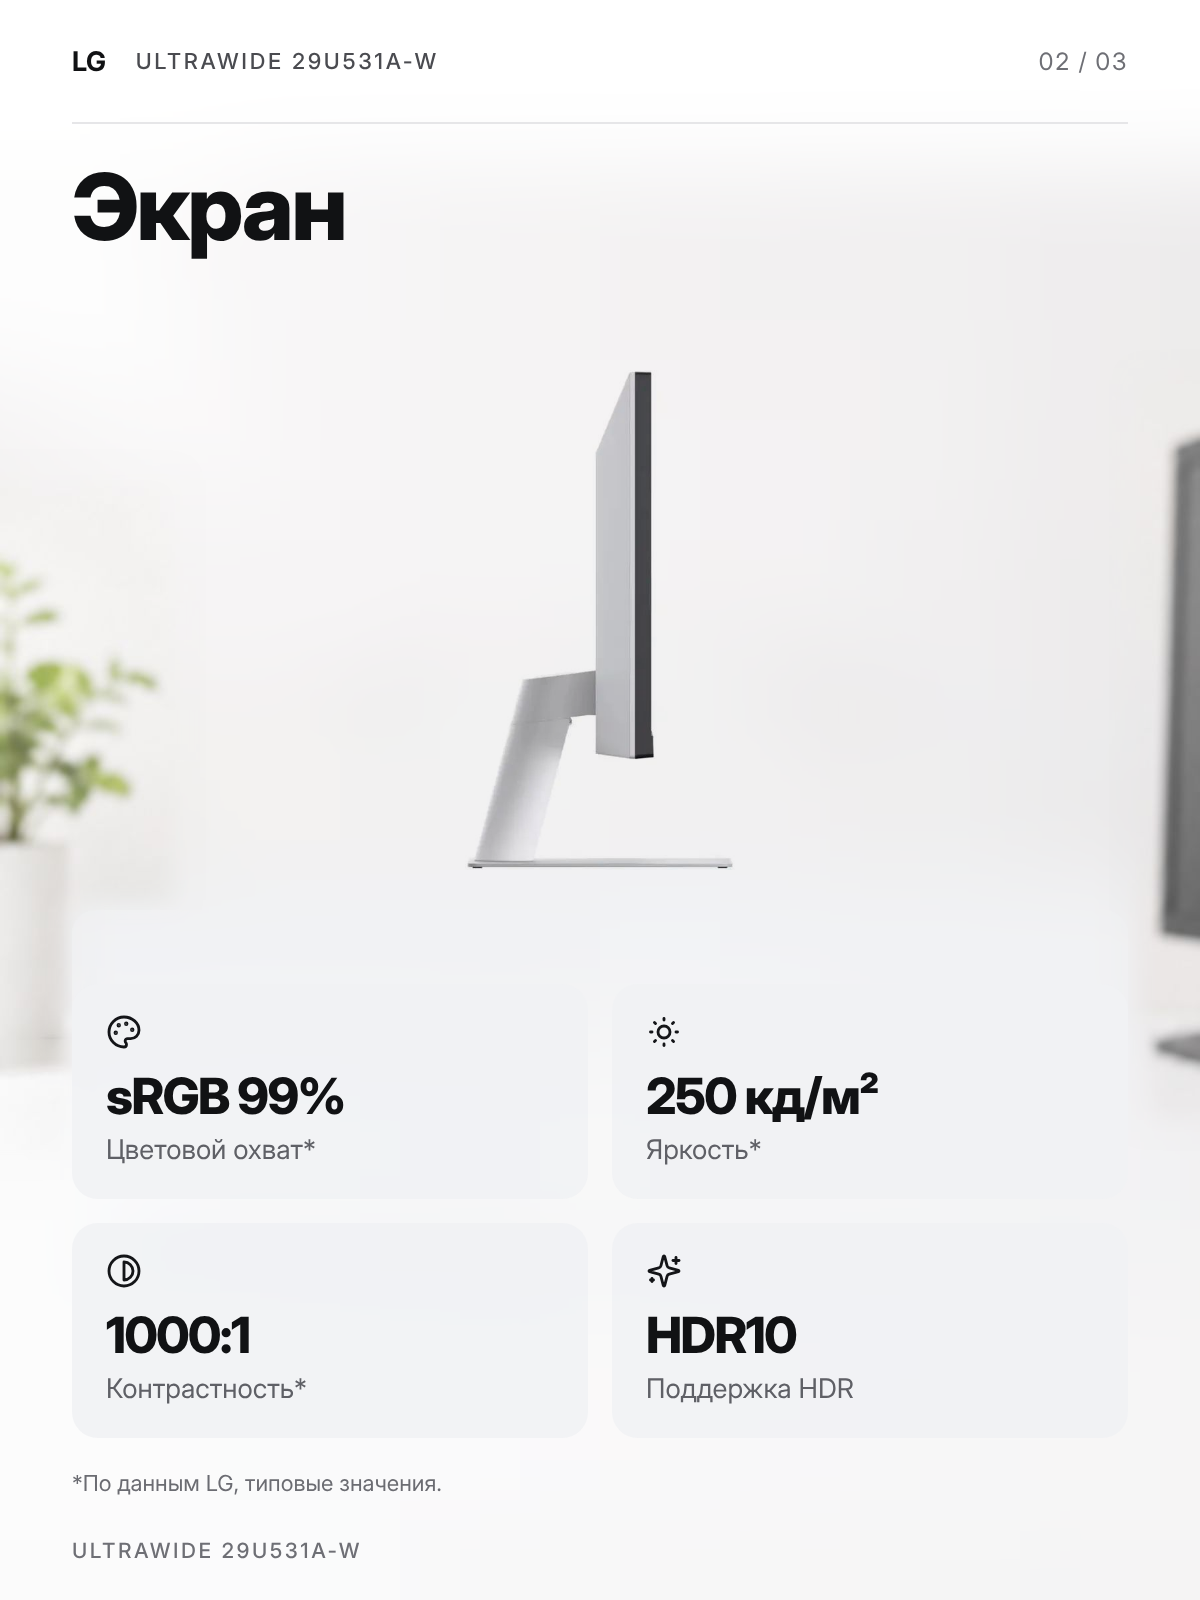 LG ULTRAWIDE 29U531A-W 02 / 03
Экран
sRGB 99%
Цветовой охват*
250 кд/м²
Яркость*
1000:1
Контрастность*
HDR10
Поддержка HDR
*По данным LG, типовые значения.
ULTRAWIDE 29U531A-W